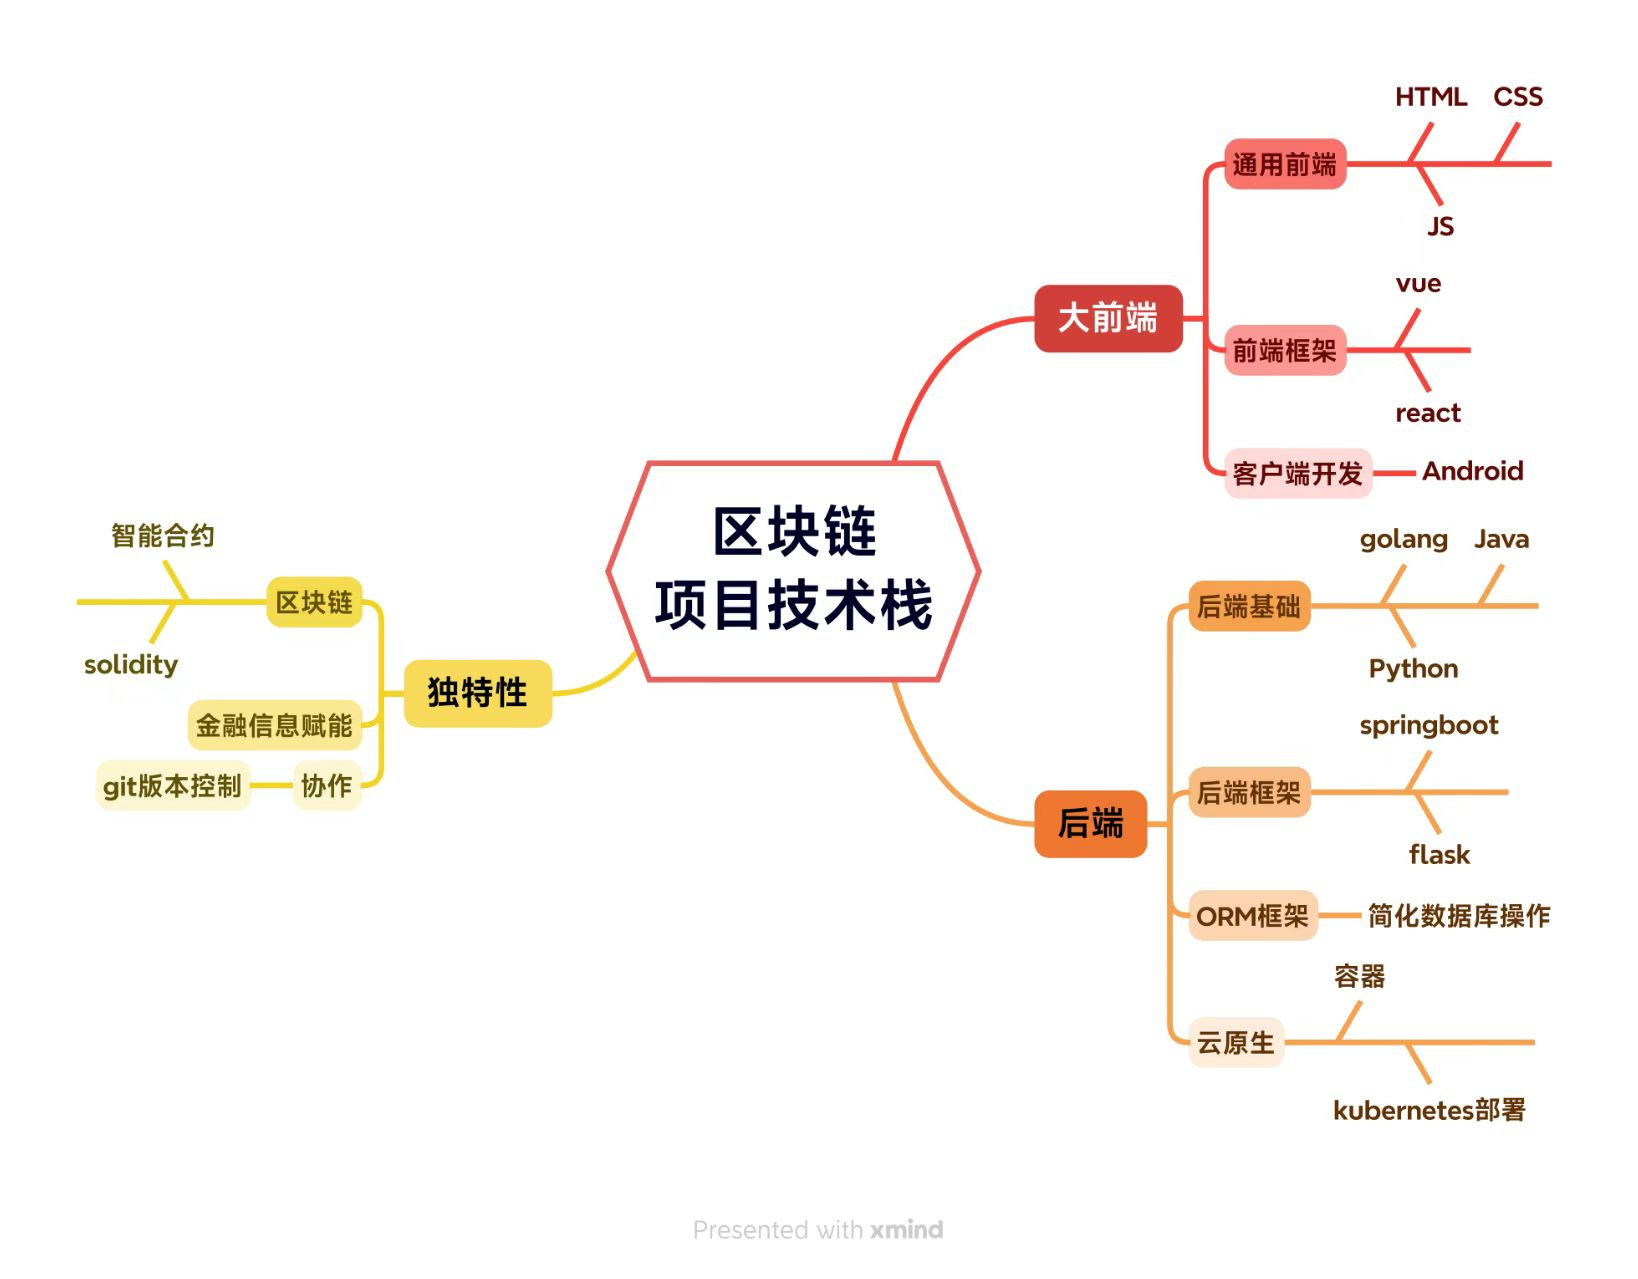 区块链
项目技术栈
大前端
通用前端
HTML
CSS
JS
前端框架
vue
react
客户端开发
Android
后端
后端基础
golang
Java
Python
后端框架
springboot
flask
ORM框架
简化数据库操作
云原生
容器
kubernetes部署
独特性
区块链
智能合约
solidity
金融信息赋能
协作
git版本控制
Presented with xmind